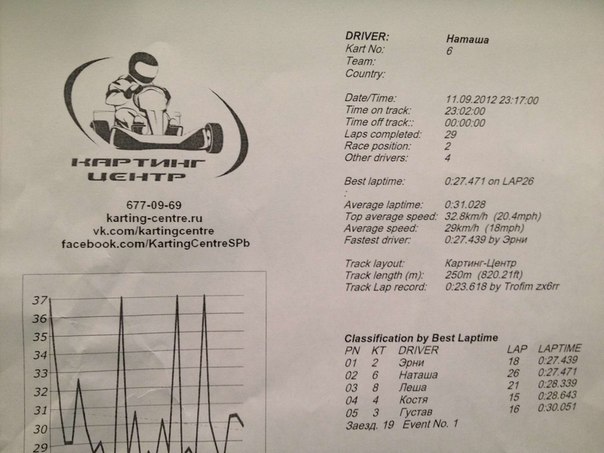 КАРТИНГ
ЦЕНТР
677-09-69
karting-centre.ru
vk.com/kartingcentre
facebook.com/KartingCentreSPb
37
36
35
34
33
32
31
30
29
DRIVER: Наташа
Kart No: 6
Team:
Country:
Date/Time: 11.09.2012 23:17:00
Time on track: 23:02:00
Time off track:: 00:00:00
Laps completed: 29
Race position: 2
Other drivers: 4
Best laptime: 0:27.471 on LAP26
:
Average laptime: 0:31.028
Top average speed: 32.8km/h (20.4mph)
Average speed: 29km/h (18mph)
Fastest driver: 0:27.439 by Эрни
Track layout: Картинг-Центр
Track length (m): 250m (820.21ft)
Track Lap record: 0:23.618 by Trofim zx6rr
Classification by Best Laptime
PN KT DRIVER LAP LAPTIME
01 2 Эрни 18 0:27.439
02 6 Наташа 26 0:27.471
03 8 Леша 21 0:28.339
04 4 Костя 15 0:28.643
05 3 Густав 16 0:30.051
Заезд. 19 Event No. 1